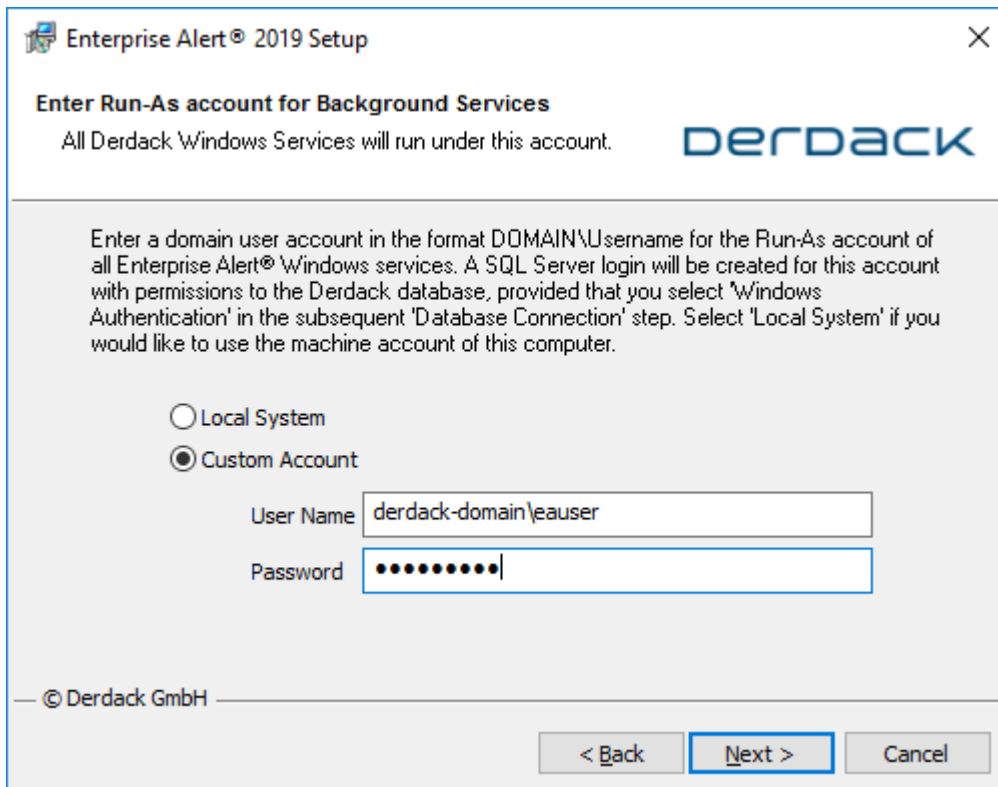 Enterprise Alert® 2019 Setup
Enter Run-As account for Background Services
All Derdack Windows Services will run under this account.
Derdack
Enter a domain user account in the format DOMAIN\Username for the Run-As account of
all Enterprise Alert® Windows services. A SQL Server login will be created for this account
with permissions to the Derdack database, provided that you select 'Windows
Authentication' in the subsequent 'Database Connection' step. Select 'Local System' if you
would like to use the machine account of this computer.
Local System
Custom Account
User Name derdack-domain\eauser
Password ●●●●●●●●●
© Derdack GmbH
< Back Next > Cancel